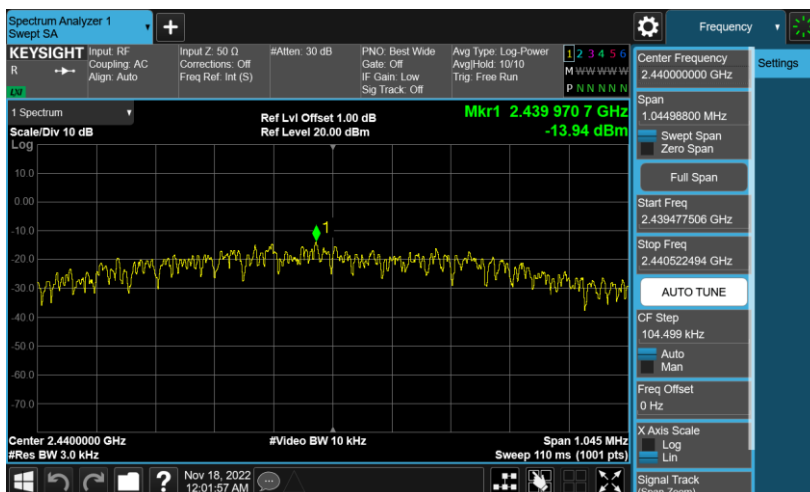 Spectrum Analyzer 1
Swept SA
Frequency
KEYSIGHT
R
LXI
Input: RF
Coupling: AC
Align: Auto
Input Z: 50 Ω
Corrections: Off
Freq Ref: Int (S)
#Atten: 30 dB
PNO: Best Wide
Gate: Off
IF Gain: Low
Sig Track: Off
Avg Type: Log-Power
Avg|Hold: 10/10
Trig: Free Run
1 2 3 4 5 6
M W W W W W
P N N N N N
1 Spectrum
Scale/Div 10 dB
Log
Ref Lvl Offset 1.00 dB
Ref Level 20.00 dBm
Mkr1 2.439 970 7 GHz
-13.94 dBm
10.0
0.00
-10.0
-20.0
-30.0
-40.0
-50.0
-60.0
-70.0
1
Center 2.4400000 GHz
#Res BW 3.0 kHz
#Video BW 10 kHz
Span 1.045 MHz
Sweep 110 ms (1001 pts)
Nov 18, 2022
12:01:57 AM
Center Frequency
2.440000000 GHz
Span
1.04498800 MHz
Swept Span
Zero Span
Full Span
Start Freq
2.439477506 GHz
Stop Freq
2.440522494 GHz
AUTO TUNE
CF Step
104.499 kHz
Auto
Man
Freq Offset
0 Hz
X Axis Scale
Log
Lin
Signal Track
(Span Zoom)
Settings